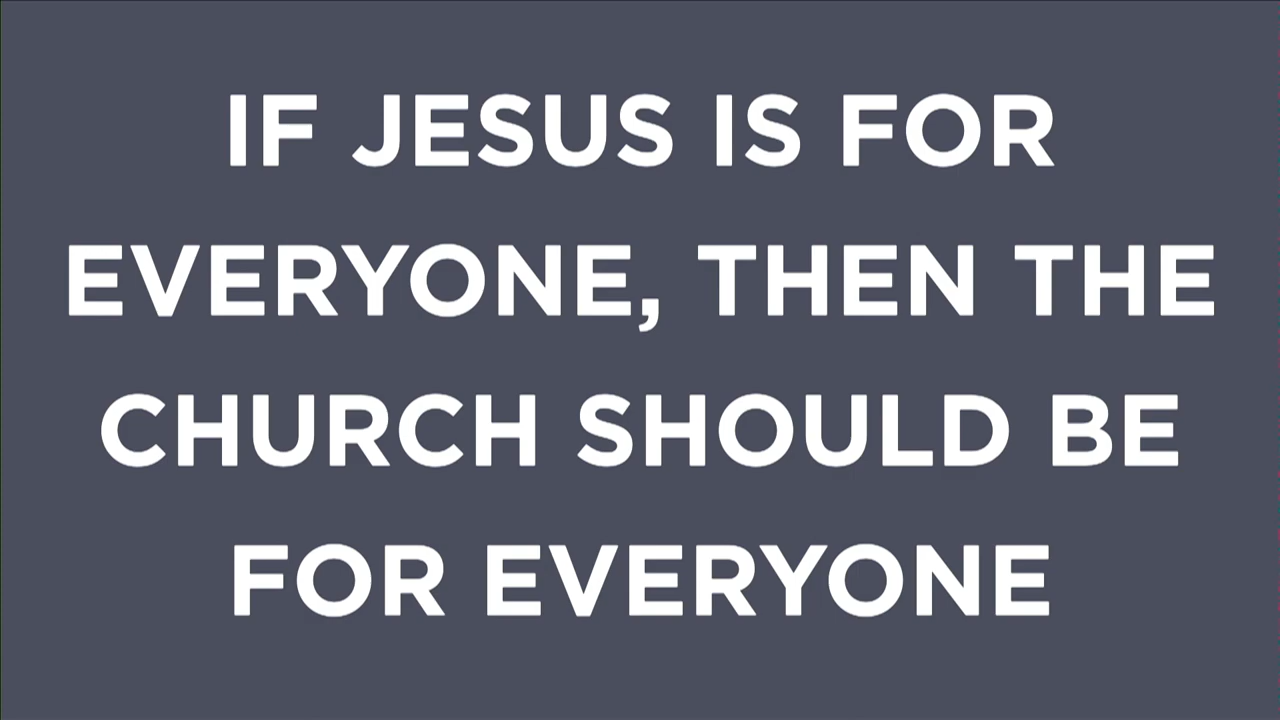 IF JESUS IS FOR
EVERYONE, THEN THE
CHURCH SHOULD BE
FOR EVERYONE